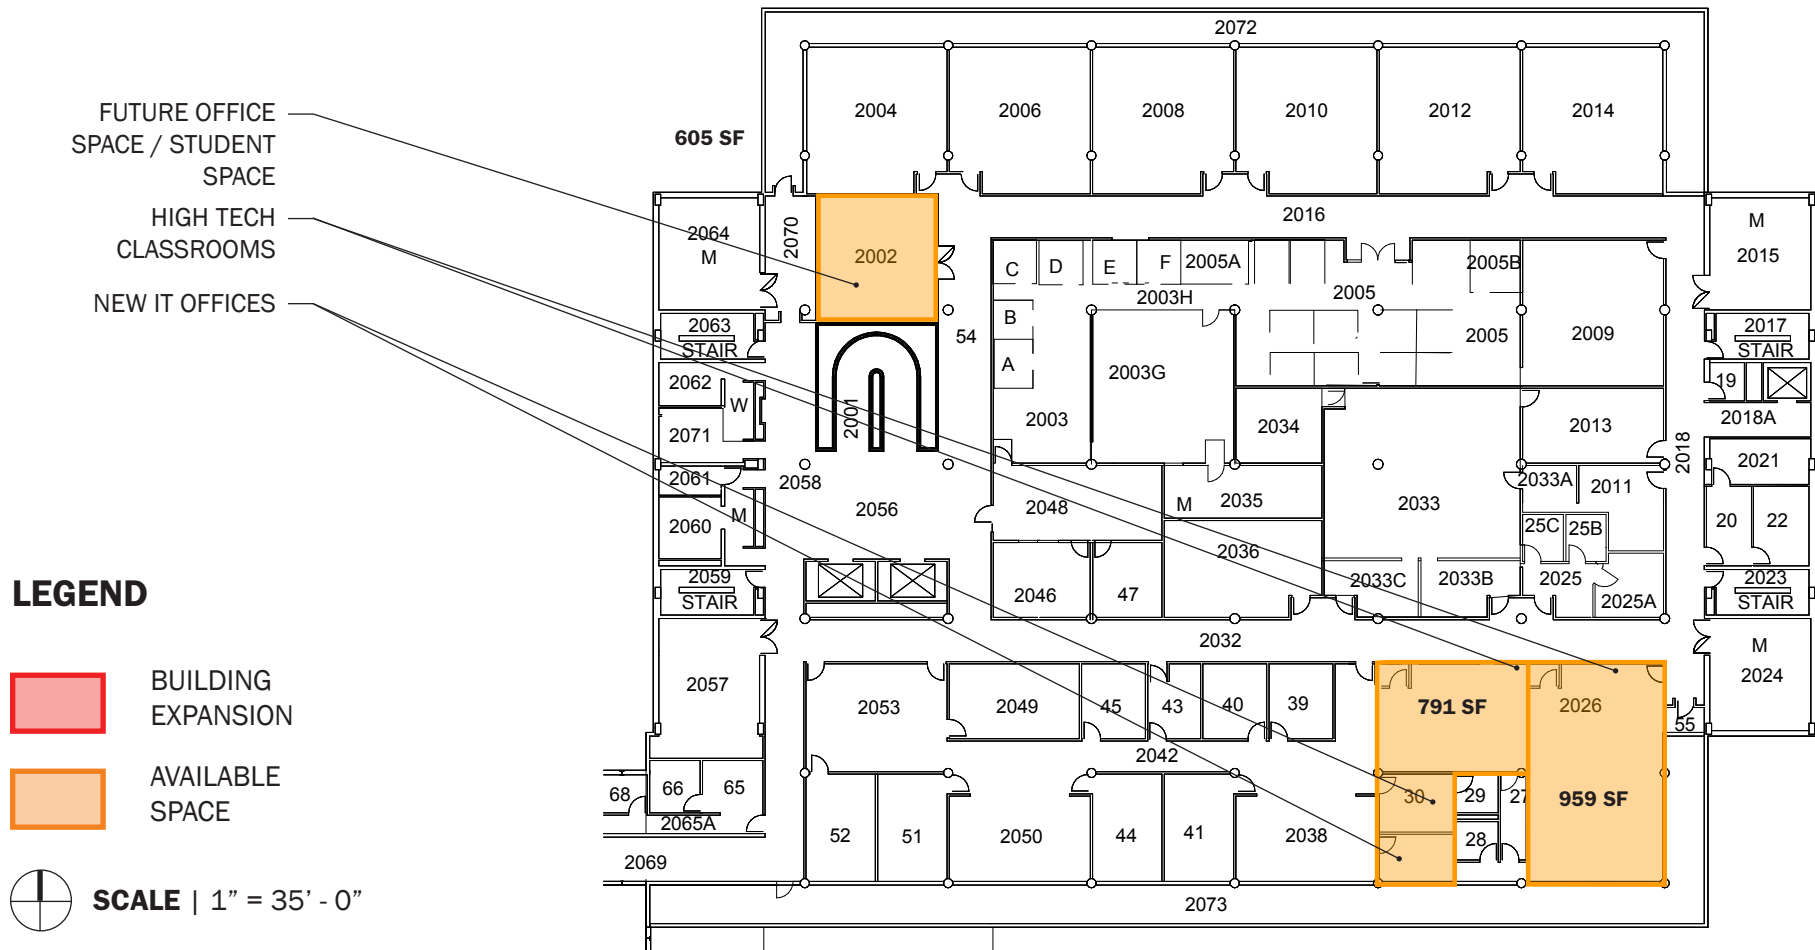 2072
FUTURE OFFICE
SPACE / STUDENT
SPACE
605 SF
2004
2006
2008
2010
2012
2014
HIGH TECH
CLASSROOMS
NEW IT OFFICES
2064
M
2070
2002
2016
M
2015
C
D
E
F
2005A
2005B
2003H
2005
B
A
54
2003G
2005
2009
2063
STAIR
2017
STAIR
2062
W
2001
2003
2034
2013
19
2018A
2018
2071
2061
2058
2056
2048
M
2035
2033
2033A
2011
2021
2060
M
2036
25C
25B
20
22
2059
STAIR
2046
47
2033C
2033B
2025
2025A
2023
STAIR
LEGEND
2032
M
2024
2057
2053
2049
45
43
40
39
791 SF
2026
55
BUILDING
EXPANSION
2042
66
65
68
2065A
30
29
27
959 SF
AVAILABLE
SPACE
52
51
2050
44
41
2038
28
2069
SCALE | 1” = 35’ - 0”
2073